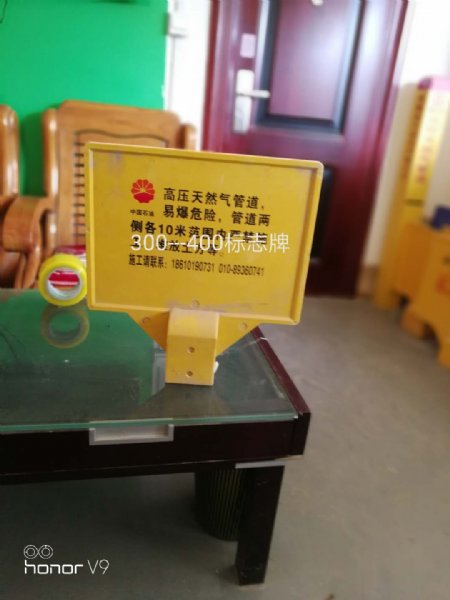 中国石油
高压天然气管道，
易爆危险，管道两
侧各10米范围内严禁
300-400标志牌
施工请联系：18610190731 010-89360741
honor V9